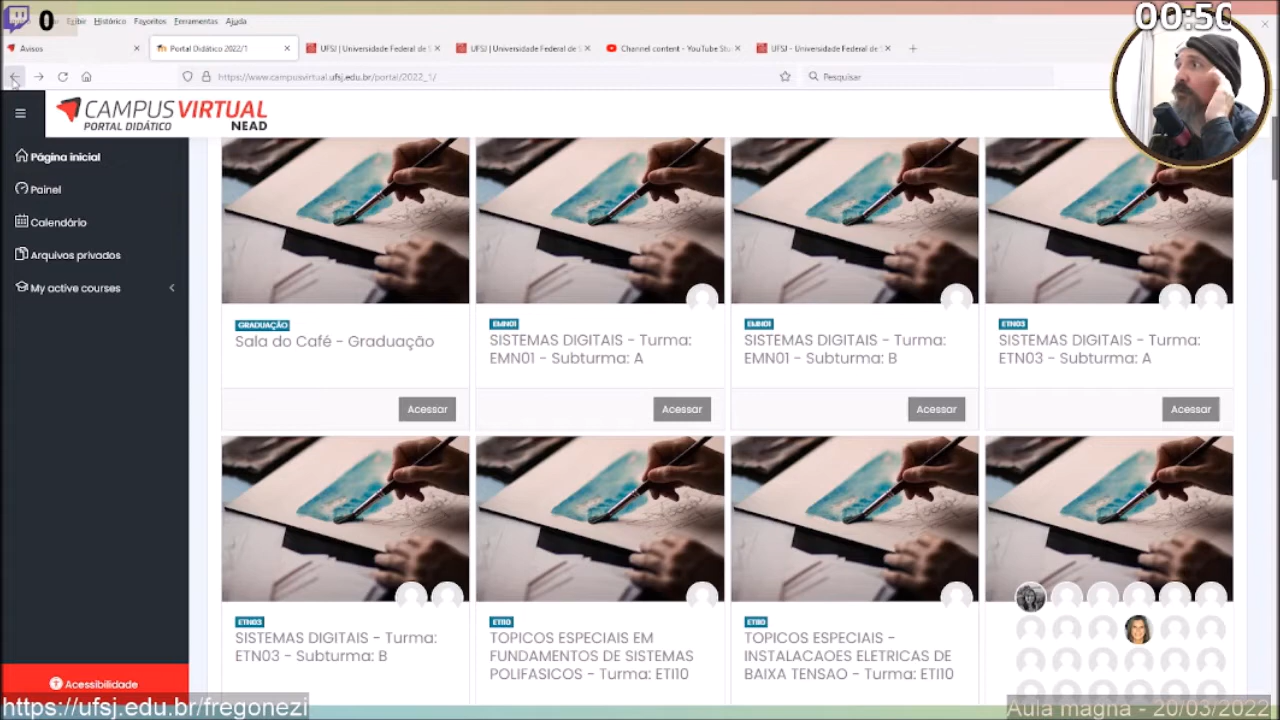 0
Exibir Histórico Favoritos Ferramentas Ajuda
00:50
Avisos
Portal Didático 2022/1
UFSJ | Universidade Federal de
UFSJ | Universidade Federal de
Channel content - YouTube Stu
UFSJ - Universidade Federal de
https://www.campusvirtual.ufsj.edu.br/portal/2022_1/
Pesquisar
CAMPUS VIRTUAL
PORTAL DIDÁTICO NEAD
Página inicial
Painel
Calendário
Arquivos privados
My active courses
GRADUAÇÃO
Sala do Café - Graduação
Acessar
EMN01
SISTEMAS DIGITAIS - Turma:
EMN01 - Subturma: A
Acessar
EMN01
SISTEMAS DIGITAIS - Turma:
EMN01 - Subturma: B
Acessar
ETN03
SISTEMAS DIGITAIS - Turma:
ETN03 - Subturma: A
Acessar
ETN03
SISTEMAS DIGITAIS - Turma:
ETN03 - Subturma: B
ETI10
TOPICOS ESPECIAIS EM
FUNDAMENTOS DE SISTEMAS
POLIFASICOS - Turma: ETI10
ETI10
TOPICOS ESPECIAIS -
INSTALACAOES ELETRICAS DE
BAIXA TENSAO - Turma: ETI10
Acessibilidade
https://ufsj.edu.br/fregonezi
Aula magna - 20/03/2022